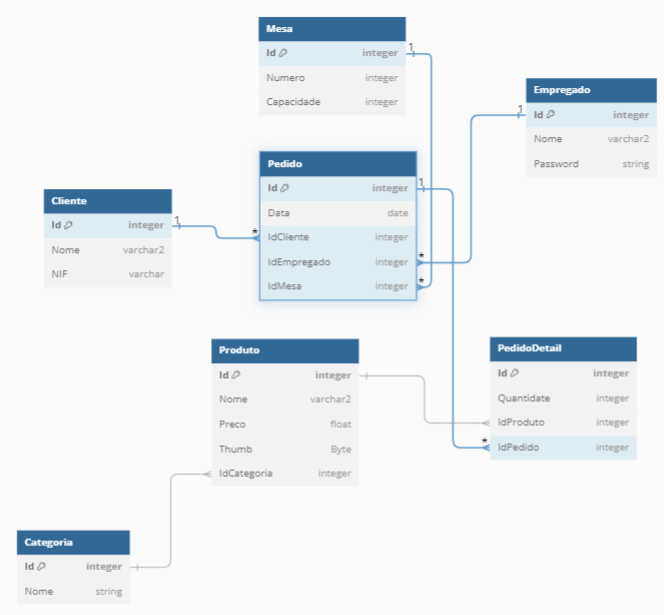 Mesa
Id integer
Numero integer
Capacidade integer
1
Empregado
Id integer
Nome varchar2
Password string
1
Pedido
Id integer
Data date
IdCliente integer
IdEmpregado integer
IdMesa integer
1
*
*
*
Cliente
Id integer
Nome varchar2
NIF varchar
1
Produto
Id integer
Nome varchar2
Preco float
Thumb Byte
IdCategoria integer
1
PedidoDetail
Id integer
Quantidate integer
IdProduto integer
IdPedido integer
*
Categoria
Id integer
Nome string
1